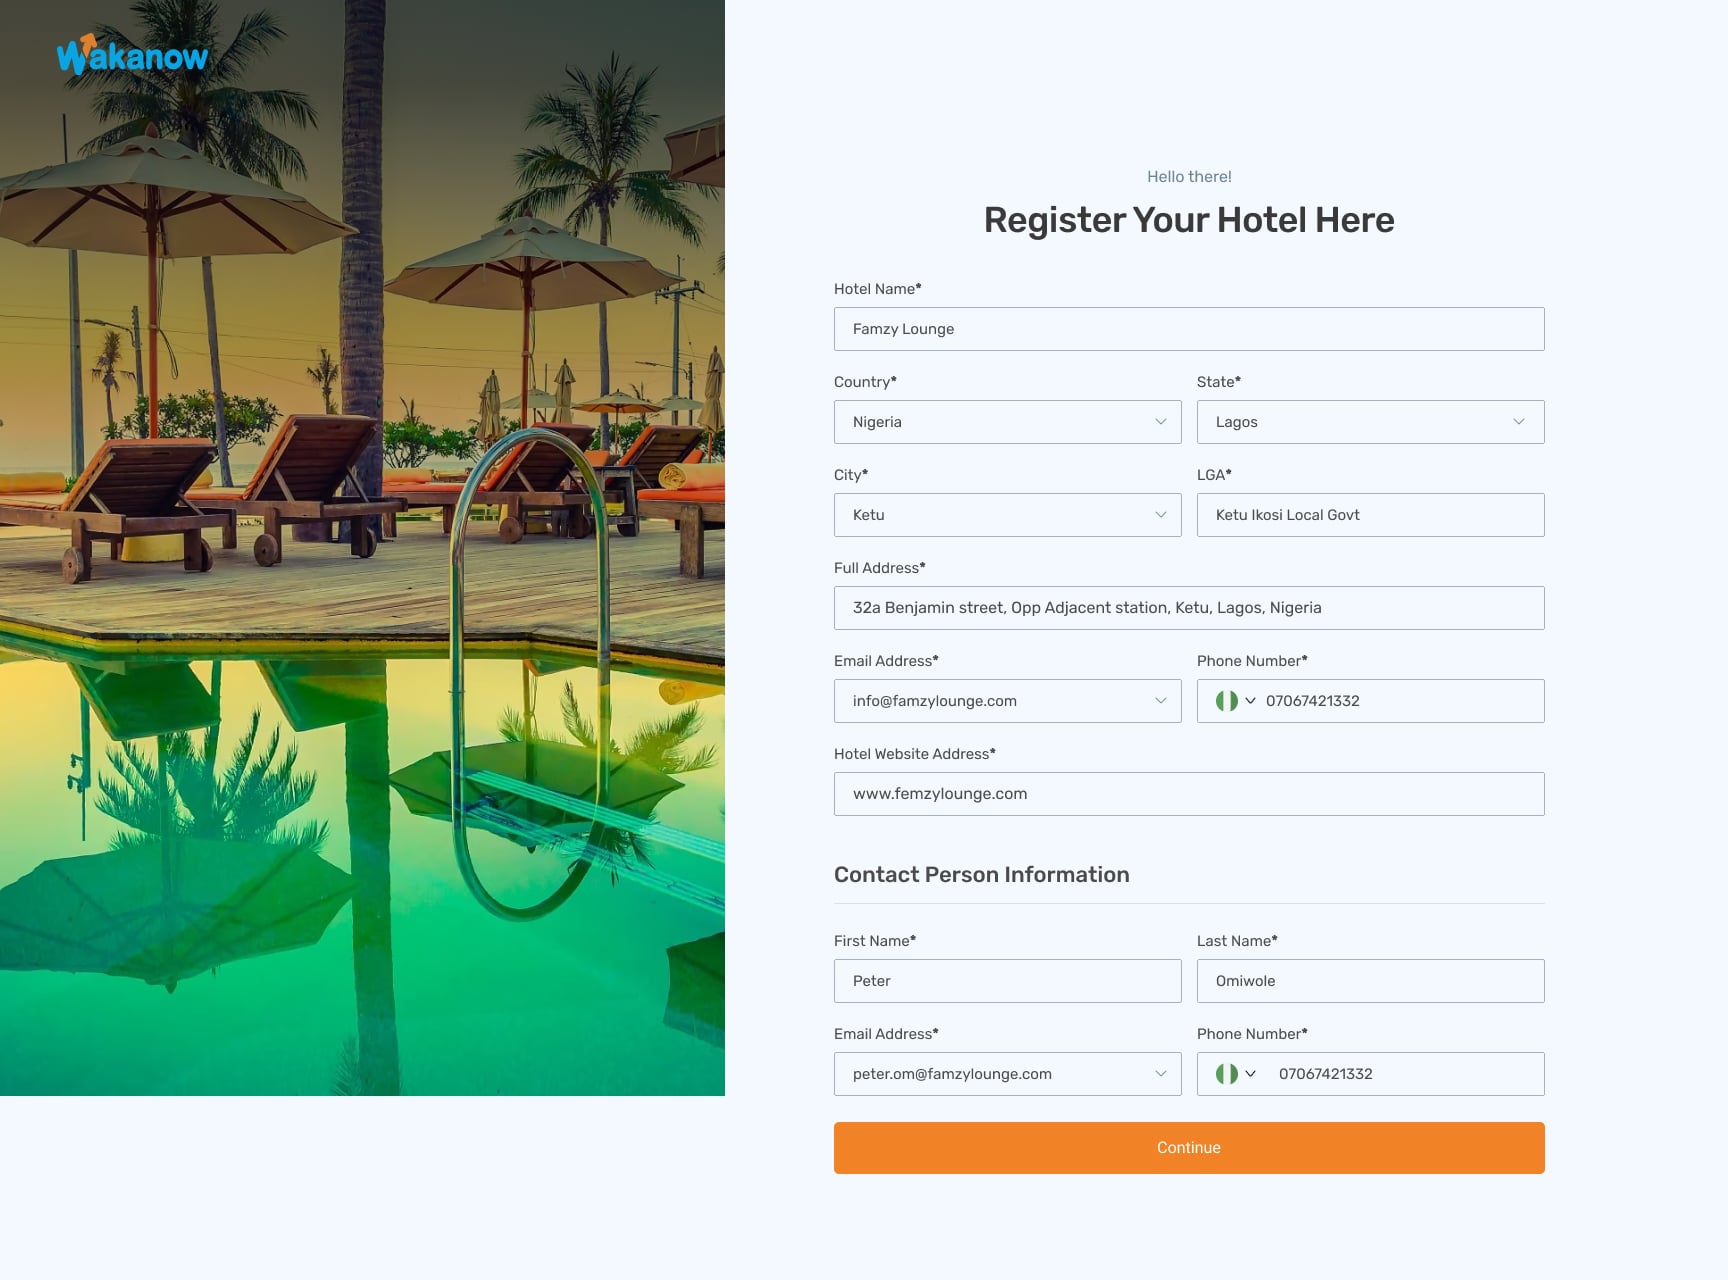 Wakanow
Hello there!
Register Your Hotel Here
Hotel Name*
Famzy Lounge
Country*
State*
Nigeria
Lagos
City*
LGA*
Ketu
Ketu Ikosi Local Govt
Full Address*
32a Benjamin street, Opp Adjacent station, Ketu, Lagos, Nigeria
Email Address*
Phone Number*
info@famzylounge.com
07067421332
Hotel Website Address*
www.femzylounge.com
Contact Person Information
First Name*
Last Name*
Peter
Omiwole
Email Address*
Phone Number*
peter.om@famzylounge.com
07067421332
Continue